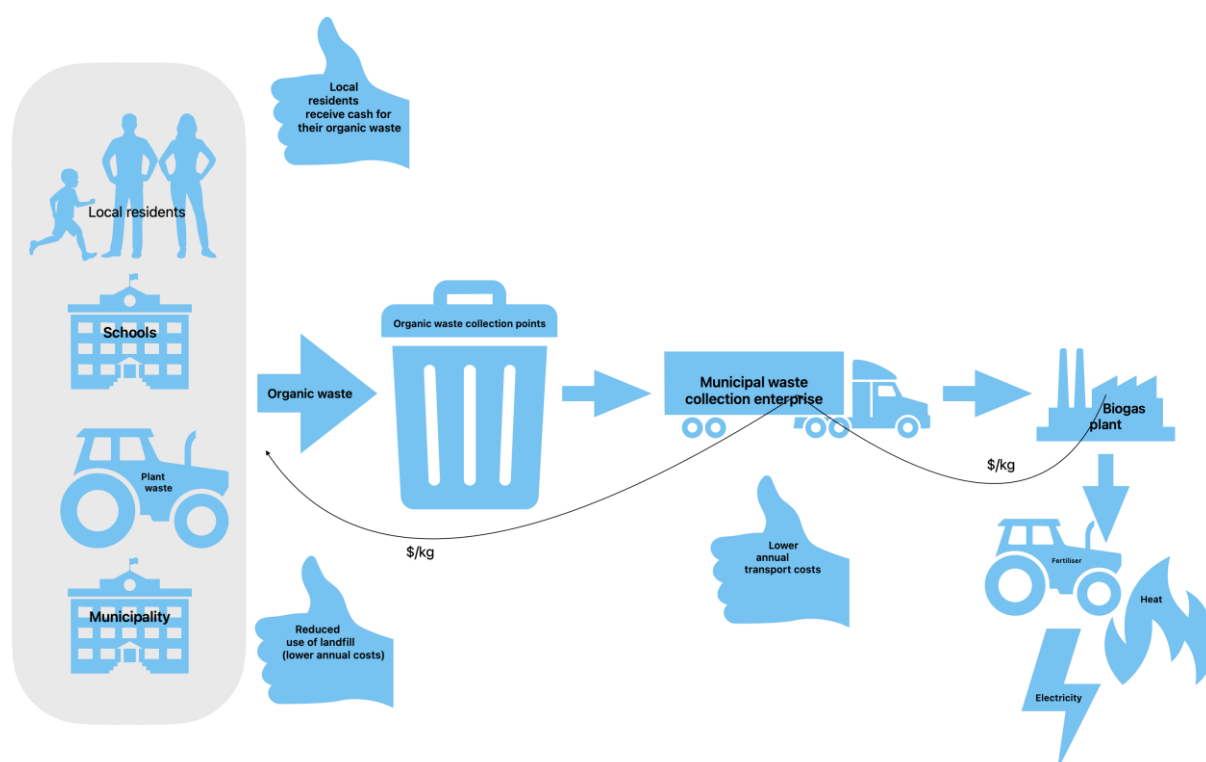 Local
residents
receive cash for
their organic waste
Local residents
Schools
Organic waste
Plant
waste
Municipality
Reduced
use of landfill
(lower annual costs)
Organic waste collection points
$/kg
Municipal waste
collection enterprise
Lower
annual
transport costs
$/kg
Biogas
plant
Fertiliser
Heat
Electricity